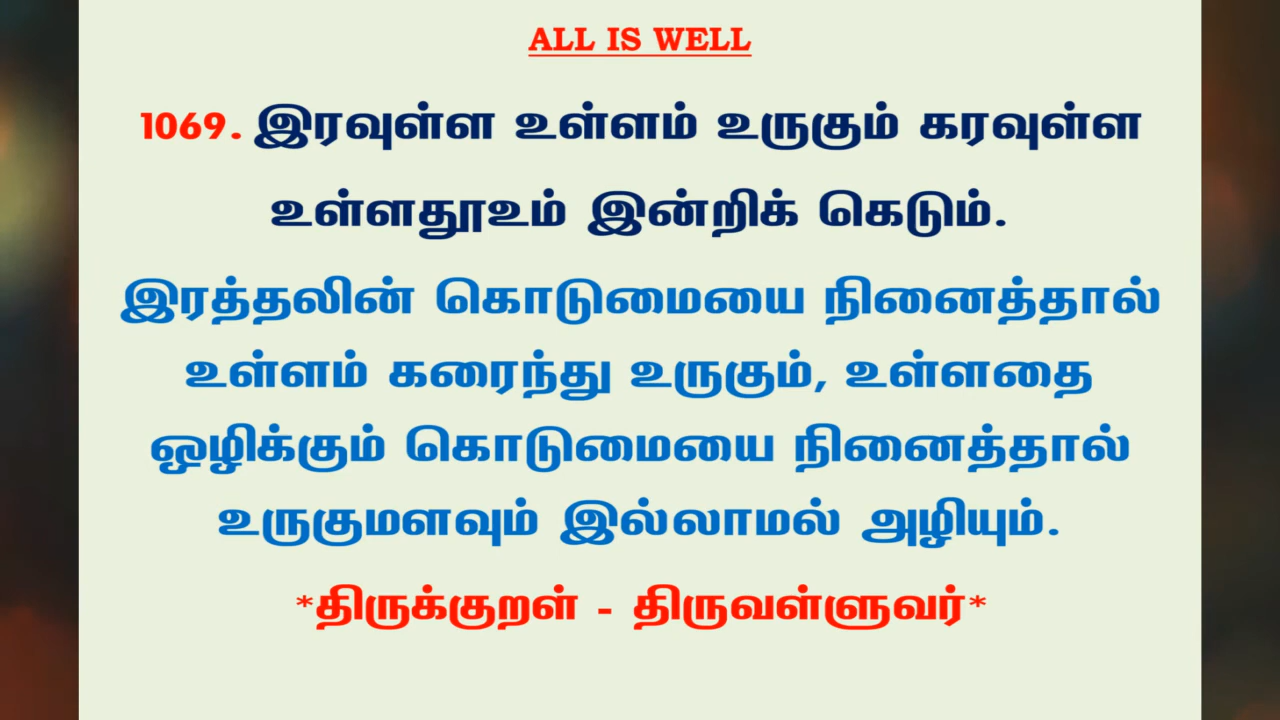 ALL IS WELL
1069. இரவுள்ள உள்ளம் உருகும் கரவுள்ள
உள்ளதூஉம் இன்றிக் கெடும்.
இரத்தலின் கொடுமையை நினைத்தால்
உள்ளம் கரைந்து உருகும், உள்ளதை
ஒழிக்கும் கொடுமையை நினைத்தால்
உருகுமளவும் இல்லாமல் அழியும்.
*திருக்குறள் - திருவள்ளுவர்*